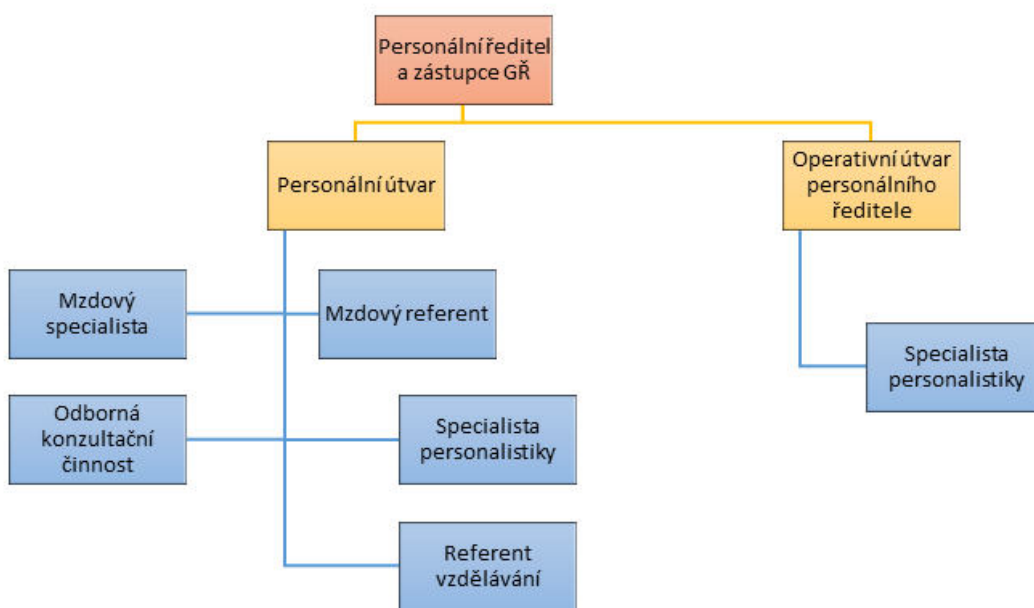 Personální ředitel
a zástupce GŘ
Personální útvar
Operativní útvar
personálního
ředitele
Mzdový
specialista
Mzdový referent
Specialista
personalistiky
Odborná
konzultační
činnost
Specialista
personalistiky
Referent
vzdělávání